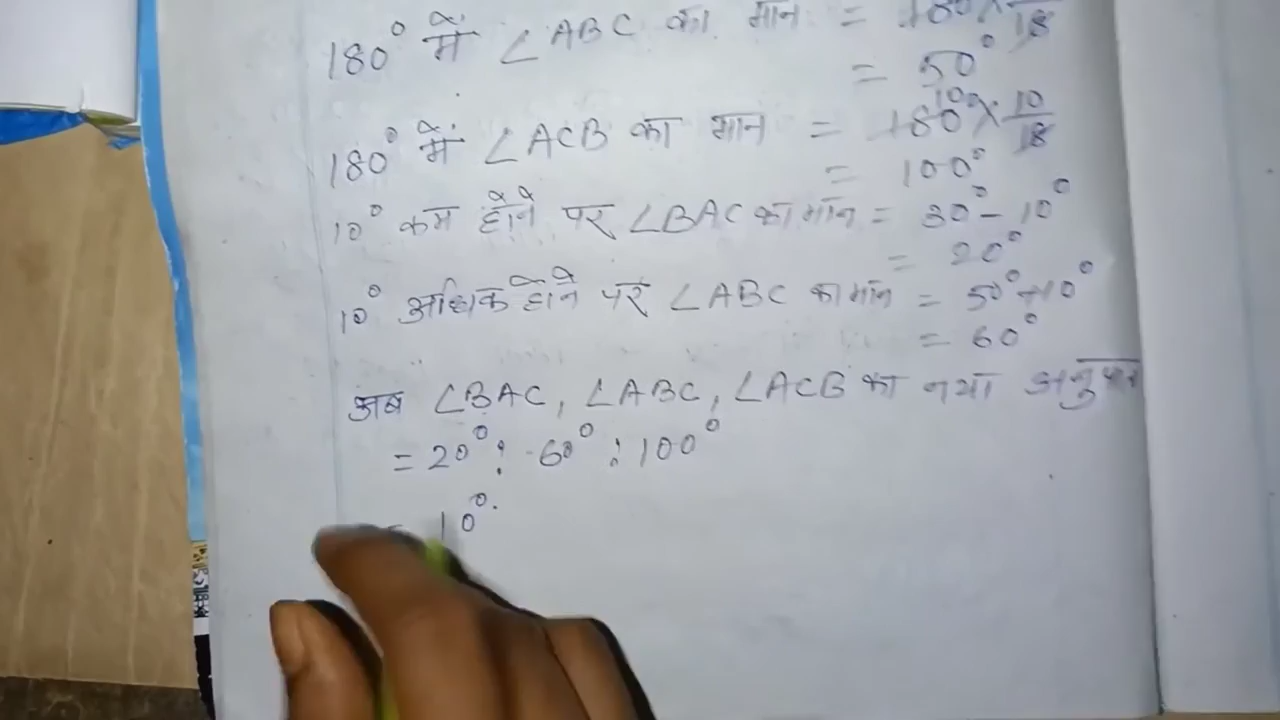 180° में ∠ABC का मान = 180 × /18
= 50°
180° में ∠ACB का मान = 180° × 10/18
= 100°
10° कम होने पर ∠BAC का मान = 30° - 10°
= 20°
10° अधिक होने पर ∠ABC का मान = 50° + 10°
= 60°
अब ∠BAC, ∠ABC, ∠ACB का नया अनुपात
= 20° : 60° : 100°
10°